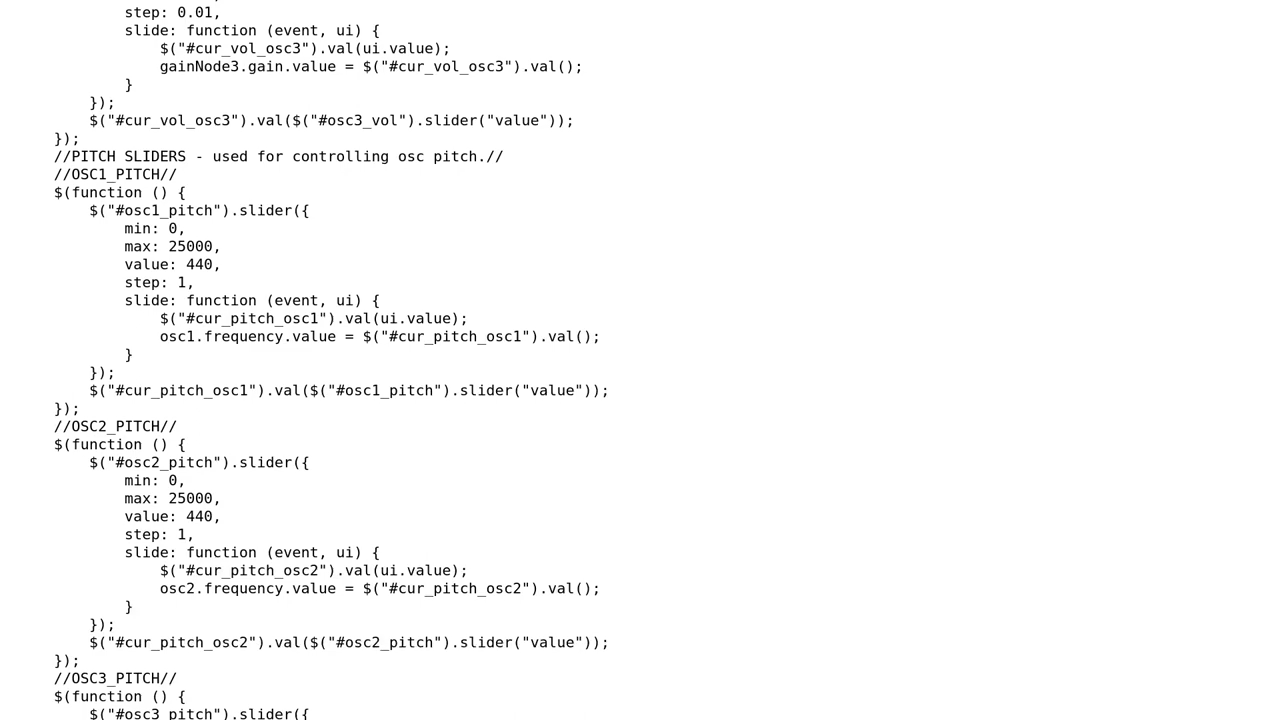 step: 0.01,
slide: function (event, ui) {
$("#cur_vol_osc3").val(ui.value);
gainNode3.gain.value = $("#cur_vol_osc3").val();
}
});
$("#cur_vol_osc3").val($("#osc3_vol").slider("value"));
});
//PITCH SLIDERS - used for controlling osc pitch.//
//OSC1_PITCH//
$(function () {
$("#osc1_pitch").slider({
min: 0,
max: 25000,
value: 440,
step: 1,
slide: function (event, ui) {
$("#cur_pitch_osc1").val(ui.value);
osc1.frequency.value = $("#cur_pitch_osc1").val();
}
});
$("#cur_pitch_osc1").val($("#osc1_pitch").slider("value"));
});
//OSC2_PITCH//
$(function () {
$("#osc2_pitch").slider({
min: 0,
max: 25000,
value: 440,
step: 1,
slide: function (event, ui) {
$("#cur_pitch_osc2").val(ui.value);
osc2.frequency.value = $("#cur_pitch_osc2").val();
}
});
$("#cur_pitch_osc2").val($("#osc2_pitch").slider("value"));
});
//OSC3_PITCH//
$(function () {
$("#osc3_pitch").slider({